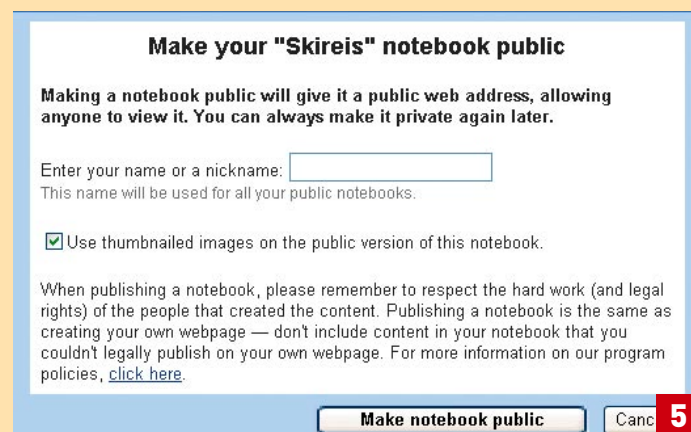 Make your "Skireis" notebook public
Making a notebook public will give it a public web address, allowing
anyone to view it. You can always make it private again later.
Enter your name or a nickname:
This name will be used for all your public notebooks.
Use thumbnailed images on the public version of this notebook.
When publishing a notebook, please remember to respect the hard work (and legal
rights) of the people that created the content. Publishing a notebook is the same as
creating your own webpage — don't include content in your notebook that you
couldn't legally publish on your own webpage. For more information on our program
policies, click here.
Make notebook public
Canc
5